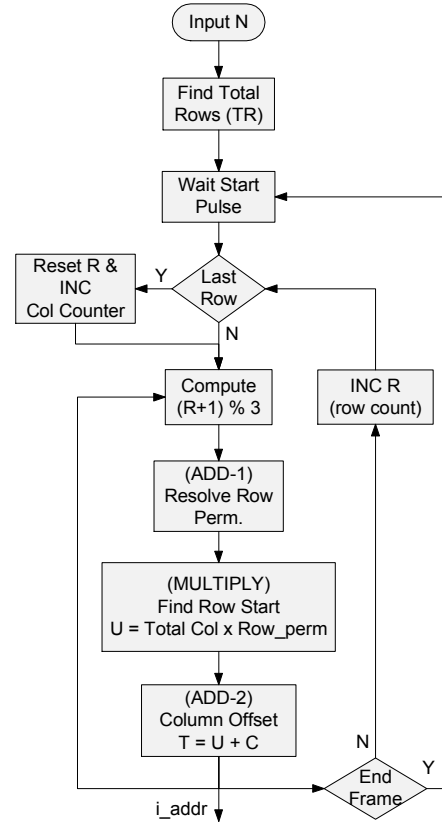 Input N
Find Total
Rows (TR)
Wait Start
Pulse
Reset R &
INC
Col Counter
Y
Last
Row
N
Compute
(R+1) % 3
INC R
(row count)
(ADD-1)
Resolve Row
Perm.
(MULTIPLY)
Find Row Start
U = Total Col x Row_perm
(ADD-2)
Column Offset
T = U + C
N
Y
End
Frame
i_addr